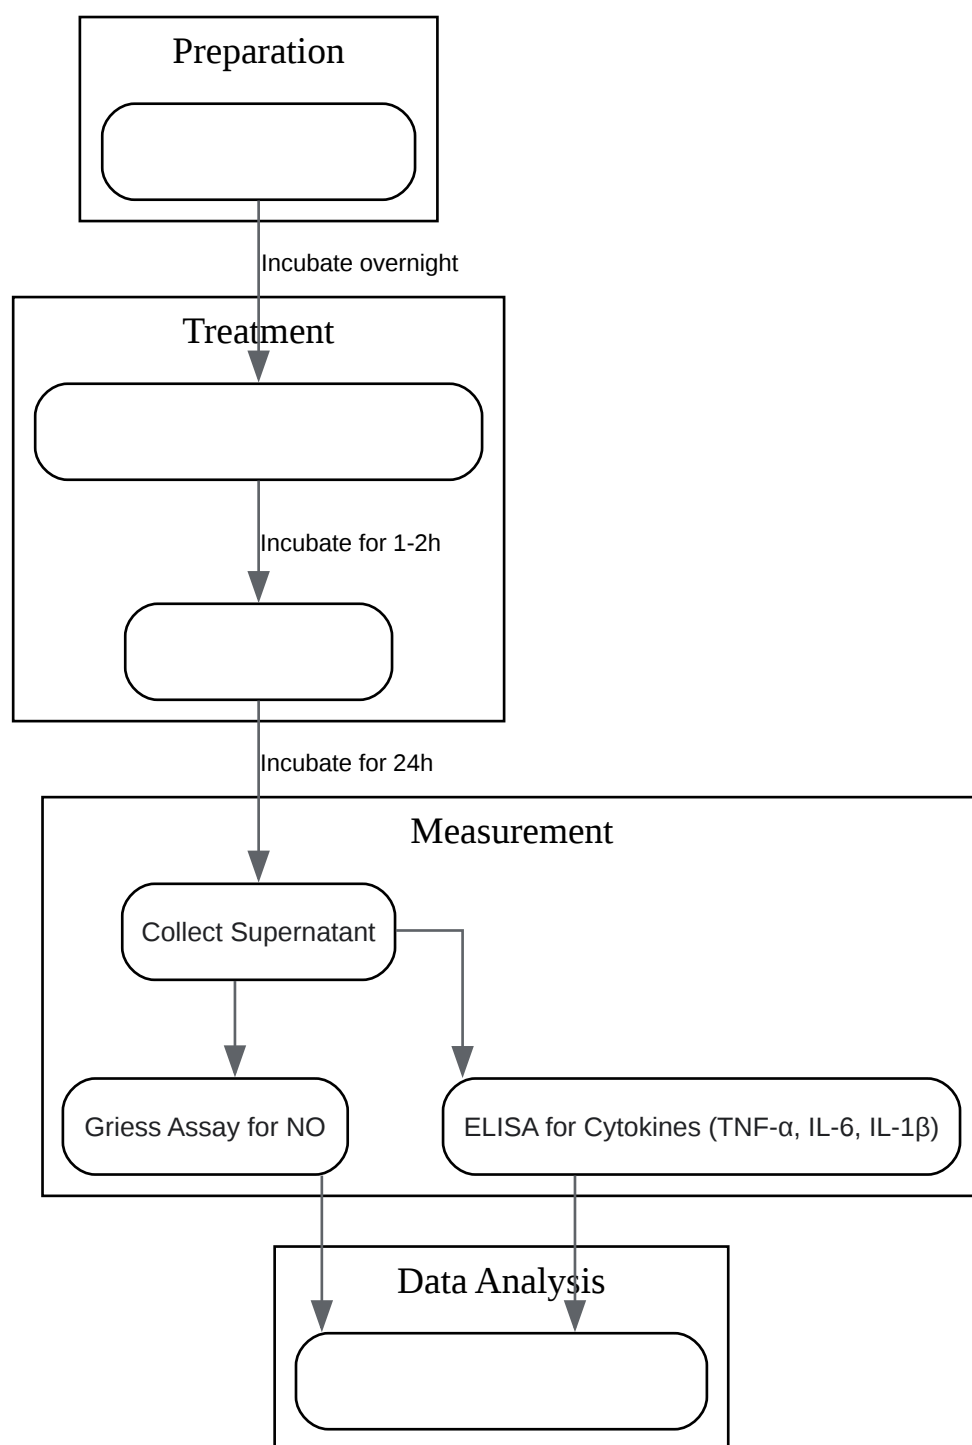 Preparation
Incubate overnight
Treatment
Incubate for 1-2h
Incubate for 24h
Measurement
Collect Supernatant
Griess Assay for NO
ELISA for Cytokines (TNF-α, IL-6, IL-1β)
Data Analysis